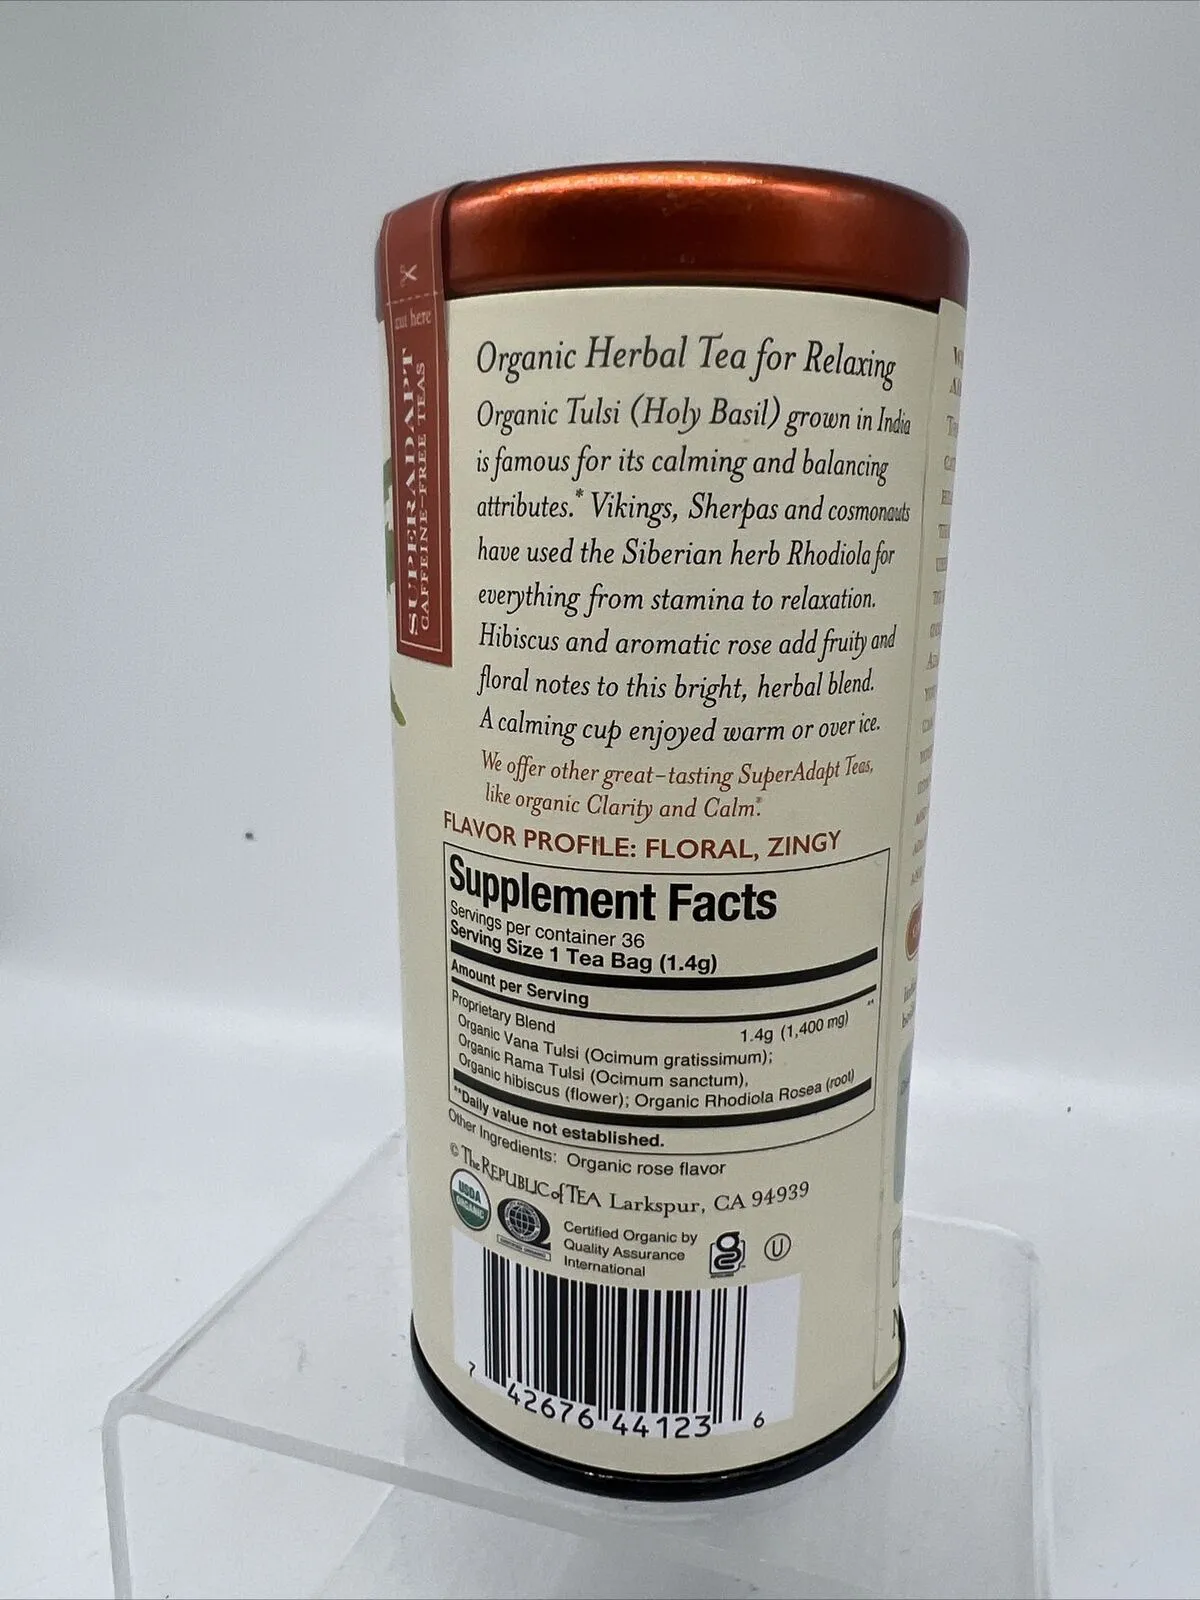 cut here
SUPERADAPT
CAFFEINE-FREE TEAS
Organic Herbal Tea for Relaxing
Organic Tulsi (Holy Basil) grown in India
is famous for its calming and balancing
attributes.* Vikings, Sherpas and cosmonauts
have used the Siberian herb Rhodiola for
everything from stamina to relaxation.
Hibiscus and aromatic rose add fruity and
floral notes to this bright, herbal blend.
A calming cup enjoyed warm or over ice.
We offer other great-tasting SuperAdapt Teas,
like organic Clarity and Calm.*
FLAVOR PROFILE: FLORAL, ZINGY
Supplement Facts
Servings per container 36
Serving Size 1 Tea Bag (1.4g)
Amount per Serving
**
Proprietary Blend 1.4g (1,400 mg)
Organic Vana Tulsi (Ocimum gratissimum);
Organic Rama Tulsi (Ocimum sanctum),
Organic hibiscus (flower); Organic Rhodiola Rosea (root)
**Daily value not established.
Other Ingredients: Organic rose flavor
© The REPUBLIC of TEA Larkspur, CA 94939
USDA
ORGANIC
Certified Organic by
Quality Assurance
International
U
7 42676 44123 6